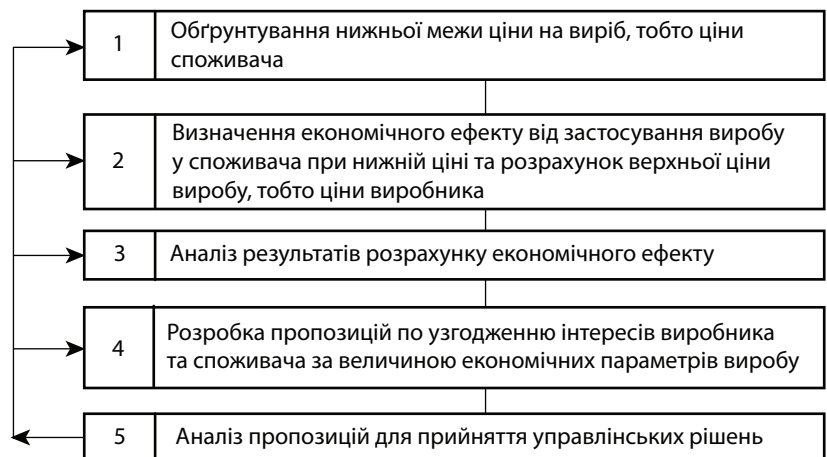 1 Обґрунтування нижньої межи ціни на виріб, тобто ціни
споживача
2 Визначення економічного ефекту від застосування виробу
у споживача при нижній ціні та розрахунок верхньої ціни
виробу, тобто ціни виробника
3 Аналіз результатів розрахунку економічного ефекту
4 Розробка пропозицій по узгодженню інтересів виробника
та споживача за величиною економічних параметрів виробу
5 Аналіз пропозицій для прийняття управлінських рішень